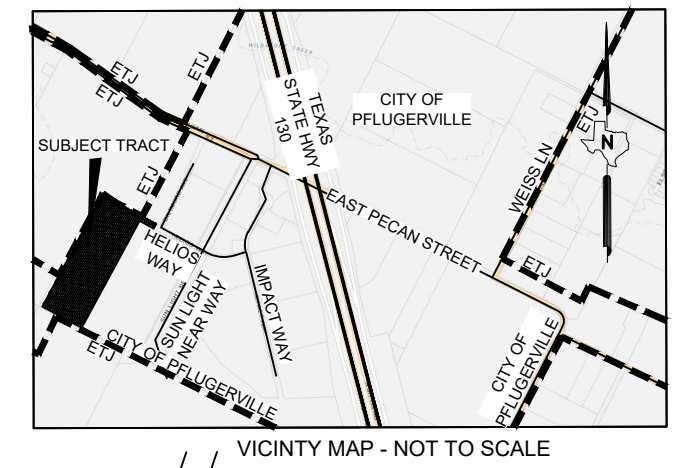 ETJ
ETJ
ETJ
ETJ
SUBJECT TRACT
TEXAS
STATE HWY
130
CITY OF
PFLUGERVILLE
ETJ
N
WEISS LN
EAST PECAN STREET
ETJ
HELIOS
WAY
SUN LIGHT
NEAR WAY
IMPACT WAY
CITY OF PFLUGERVILLE
ETJ
CITY OF
PFLUGERVILLE
VICINTY MAP - NOT TO SCALE